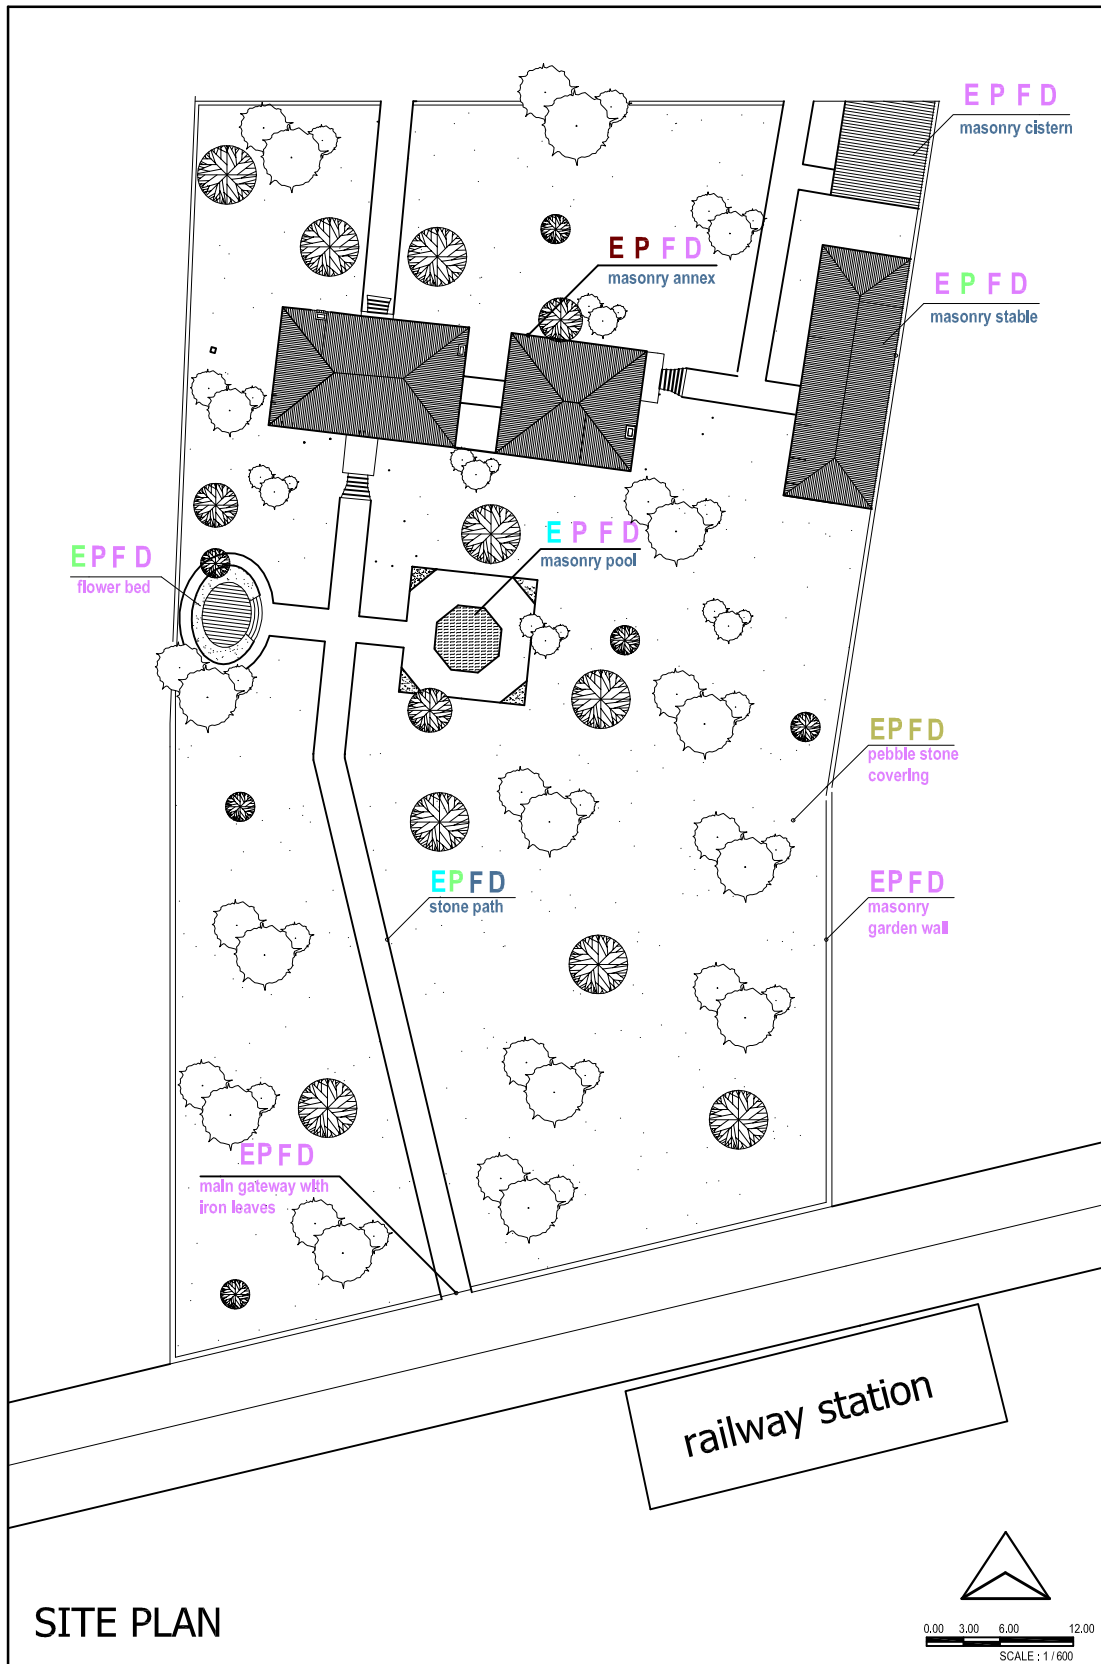 E P F D
masonry cistern
E P F D
masonry annex
E P F D
masonry stable
E P F D
masonry pool
EPFD
flower bed
EPFD
pebble stone
covering
EPFD
stone path
EPFD
masonry
garden wall
EPFD
main gateway with
iron leaves
railway station
SITE PLAN
0.00 3.00 6.00 12.00
SCALE : 1 / 600